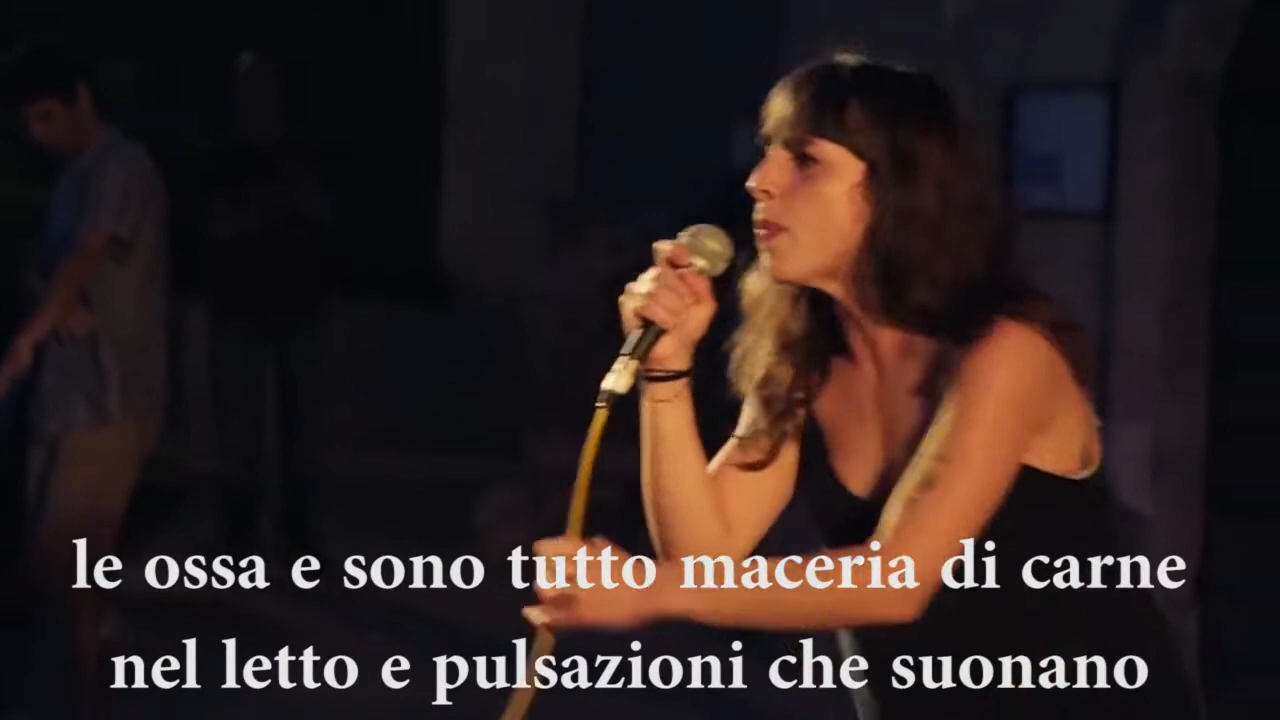 le ossa e sono tutto maceria di carne
nel letto e pulsazioni che suonano